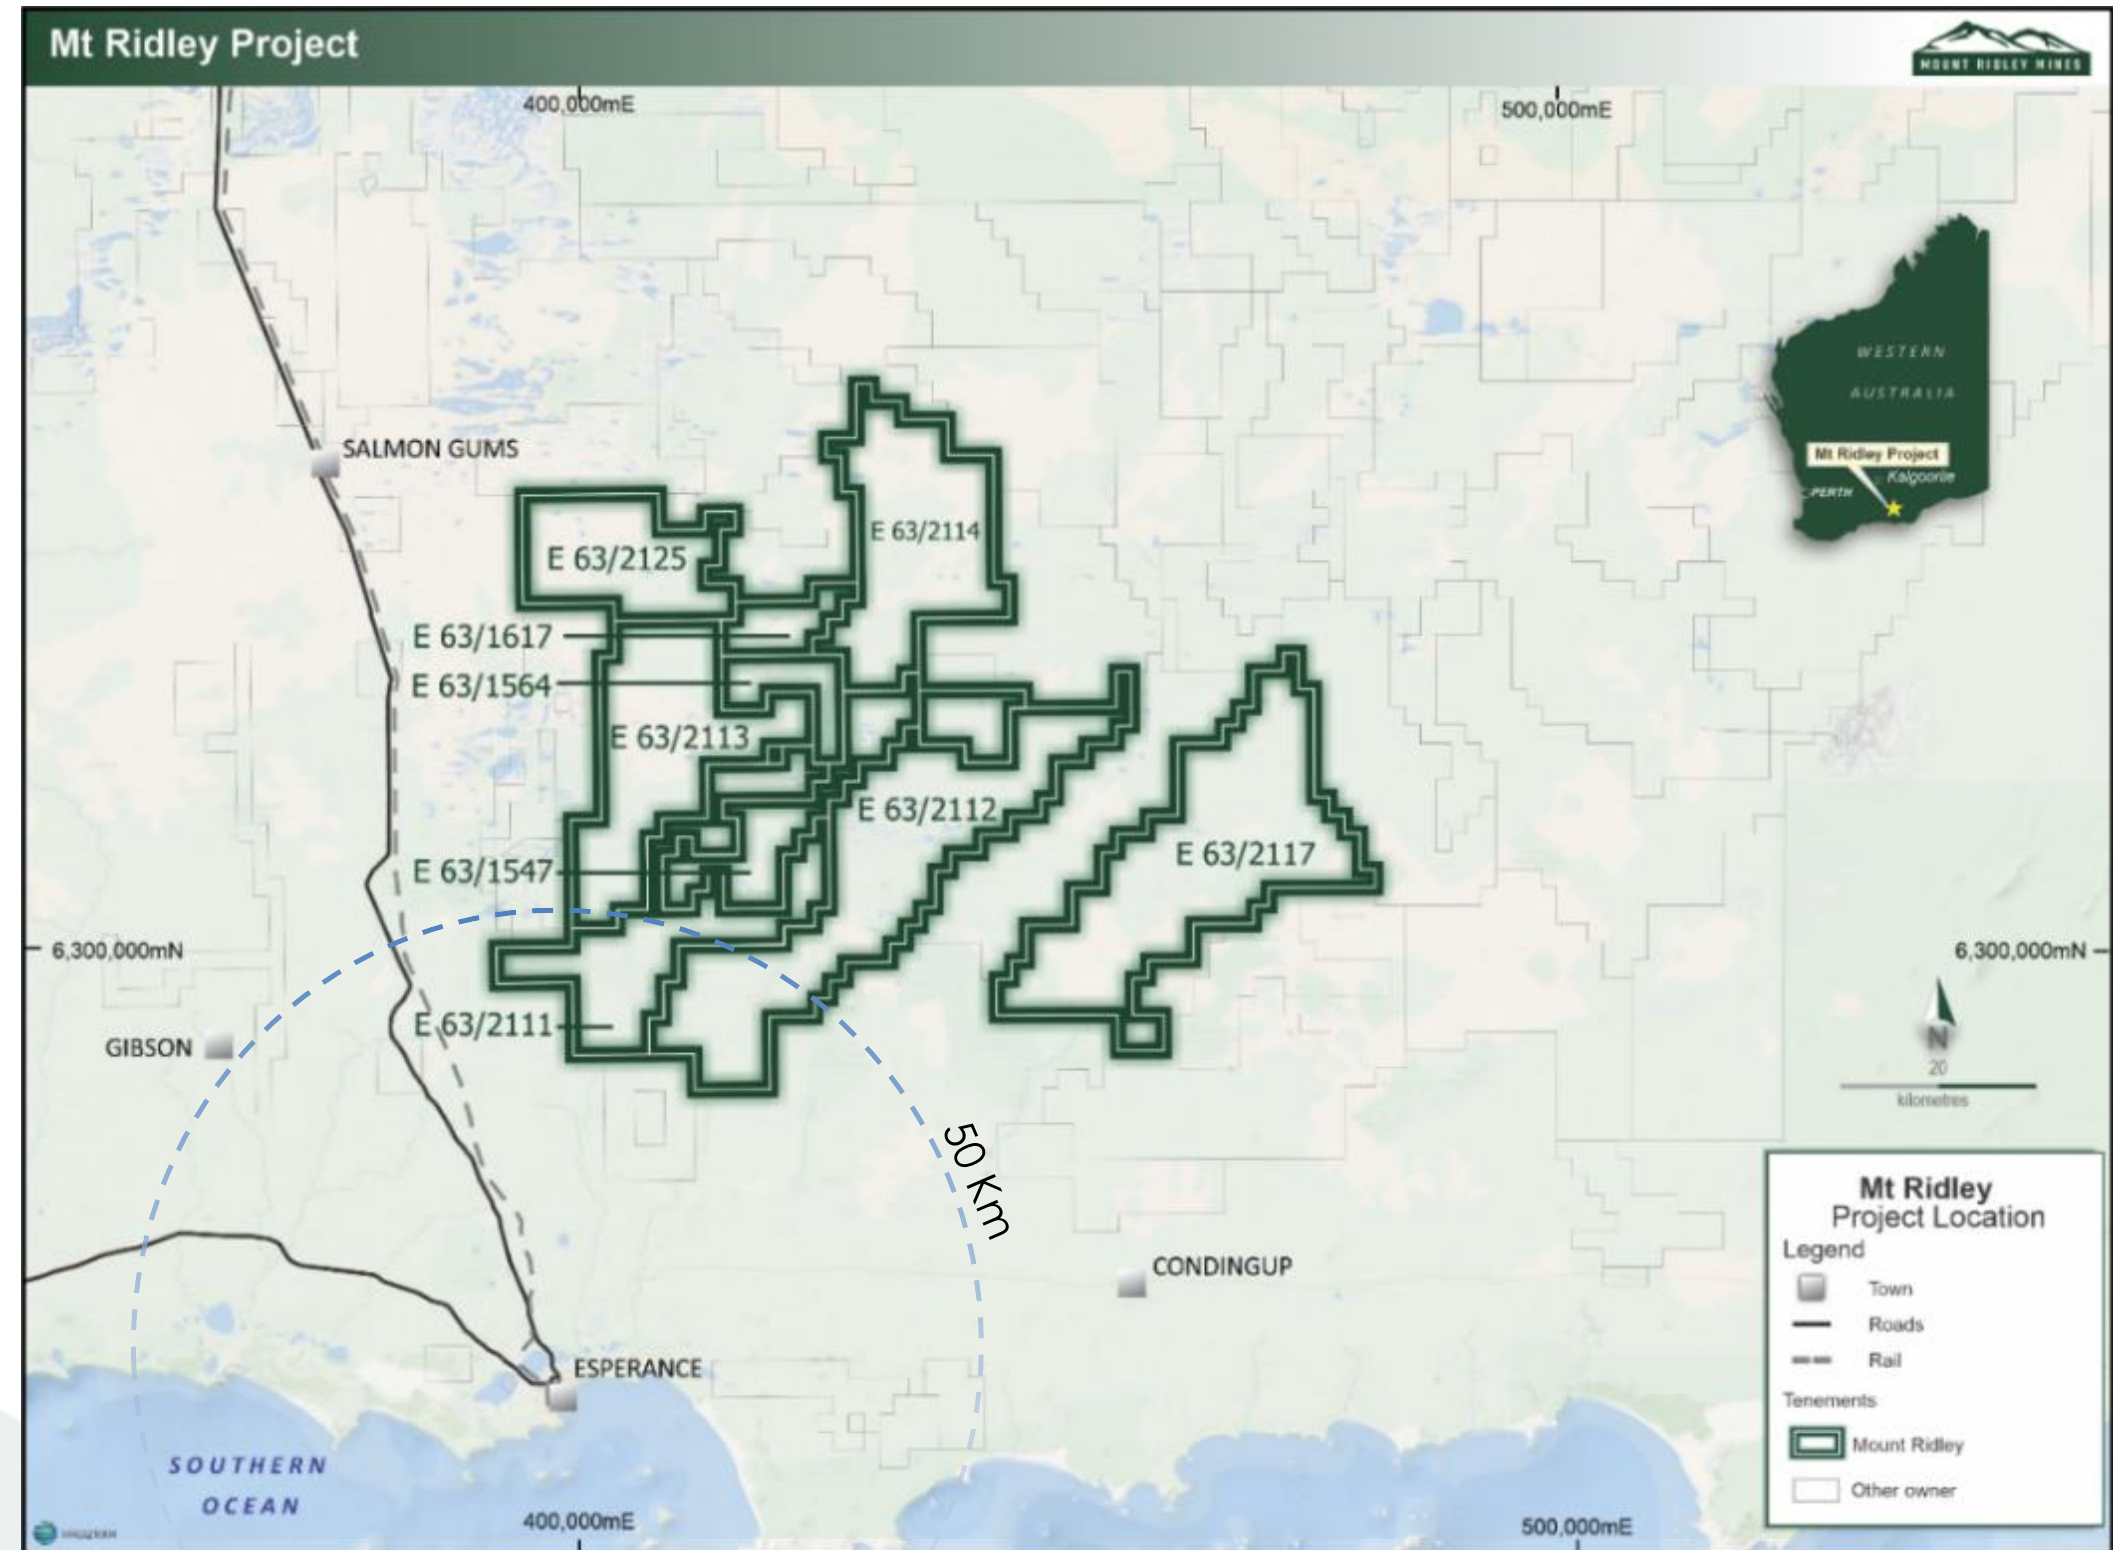 Mt Ridley Project
MOUNT RIDLEY MINES
400,000mE
500,000mE
WESTERN
AUSTRALIA
Mt Ridley Project
Kalgoorlie
PERTH
SALMON GUMS
E 63/2114
E 63/2125
E 63/1617
E 63/1564
E 63/2113
E 63/2112
E 63/2117
E 63/1547
6,300,000mN
6,300,000mN
E 63/2111
GIBSON
N
20
kilometres
50 Km
CONDINGUP
ESPERANCE
SOUTHERN
OCEAN
400,000mE
500,000mE
Mt Ridley
Project Location
Legend
Town
Roads
Rail
Tenements
Mount Ridley
Other owner